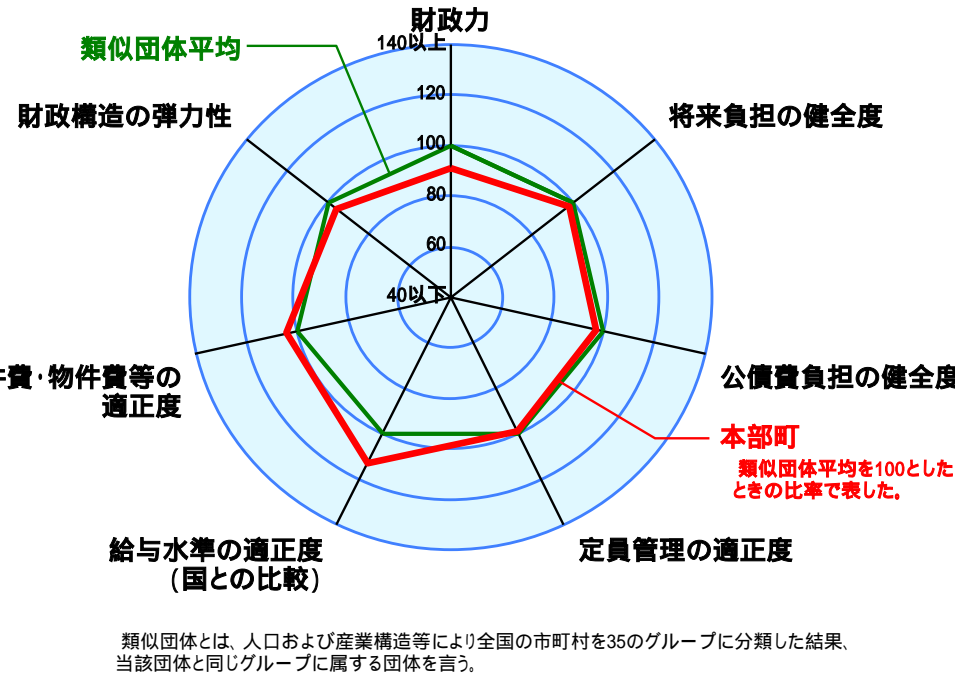 財政力
類似団体平均
140以上
120
100
80
60
40以下
財政構造の弾力性
将来負担の健全度
件費・物件費等の
適正度
公債費負担の健全度
本部町
類似団体平均を100とした
ときの比率で表した。
給与水準の適正度
(国との比較)
定員管理の適正度
類似団体とは、人口および産業構造等により全国の市町村を35のグループに分類した結果、
当該団体と同じグループに属する団体を言う。